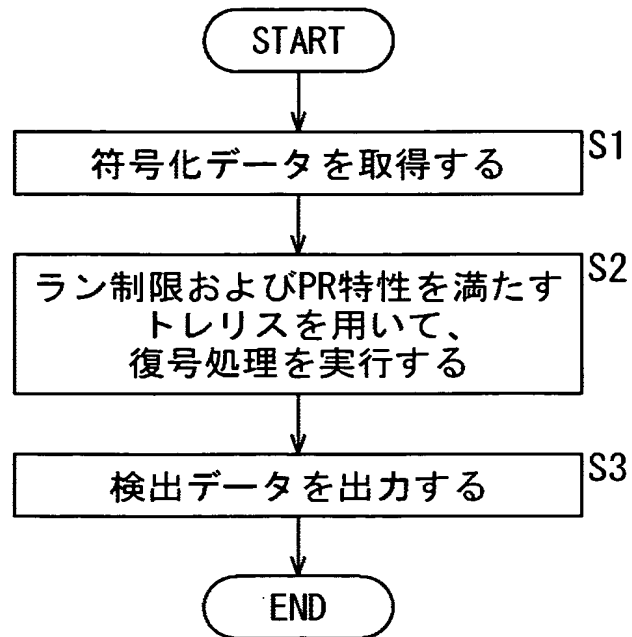 START
符号化データを取得する
S1
ラン制限およびPR特性を満たす
トレリスを用いて、
復号処理を実行する
S2
検出データを出力する
S3
END